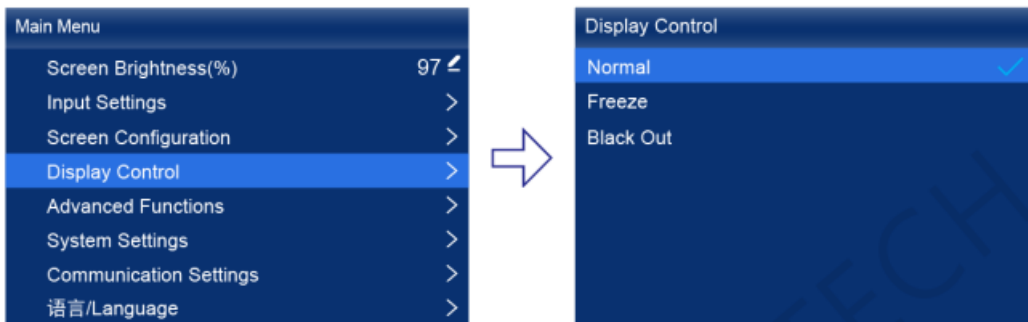 Main Menu
Screen Brightness(%) 97
Input Settings
Screen Configuration
Display Control
Advanced Functions
System Settings
Communication Settings
语言/Language
Display Control
Normal
Freeze
Black Out
TECH